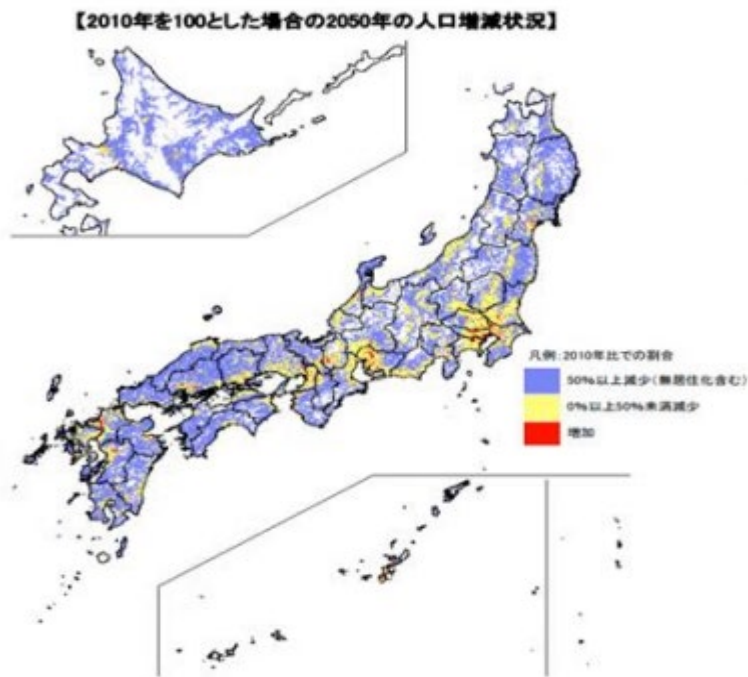 【2010年を100とした場合の2050年の人口増減状況】
凡例:2010年比での割合
50%以上減少(無居住化含む)
0%以上50%未満減少
増加